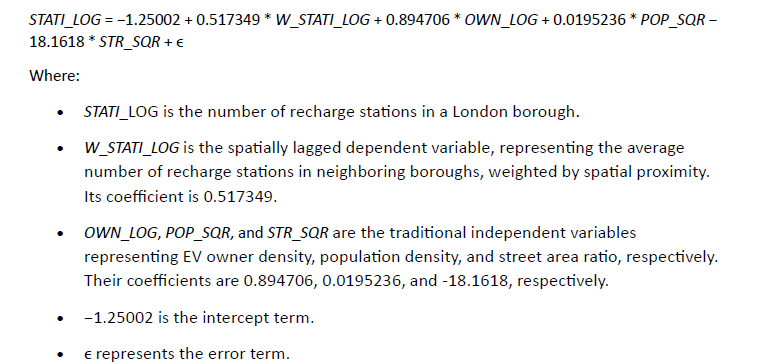 STATI_LOG = –1.25002 + 0.517349 * W_STATI_LOG + 0.894706 * OWN_LOG + 0.0195236 * POP_SQR –
18.1618 * STR_SQR + ϵ
Where:
• STATI_LOG is the number of recharge stations in a London borough.
• W_STATI_LOG is the spatially lagged dependent variable, representing the average
number of recharge stations in neighboring boroughs, weighted by spatial proximity.
Its coefficient is 0.517349.
• OWN_LOG, POP_SQR, and STR_SQR are the traditional independent variables
representing EV owner density, population density, and street area ratio, respectively.
Their coefficients are 0.894706, 0.0195236, and -18.1618, respectively.
• –1.25002 is the intercept term.
• ϵ represents the error term.